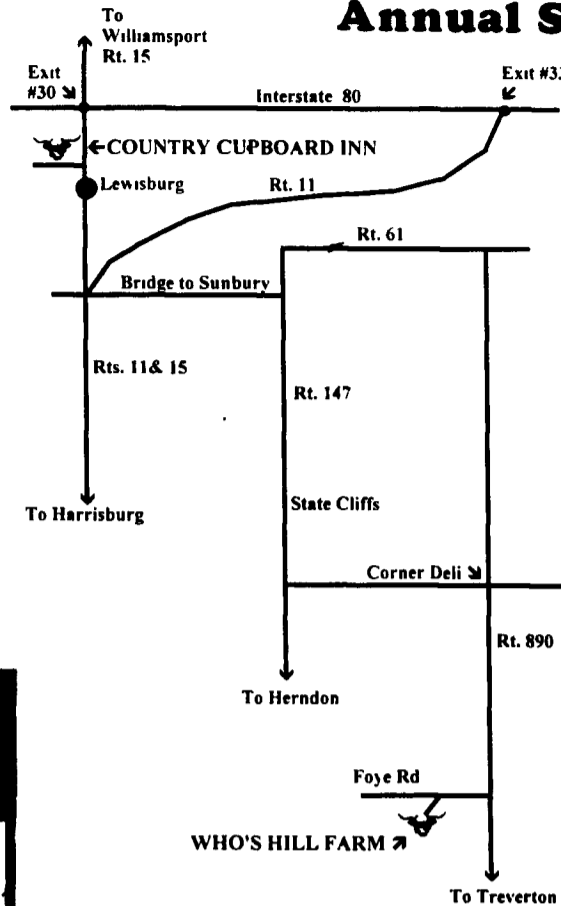 Annual S
To
Williamsport
Rt. 15
Exit
#30
Exit #33
Interstate 80
COUNTRY CUPBOARD INN
Lewisburg
Rt. 11
Rt. 61
Bridge to Sunbury
Rts. 11& 15
Rt. 147
State Cliffs
To Harrisburg
Corner Deli
Rt. 890
To Herndon
Foye Rd
WHO'S HILL FARM
To Treverton